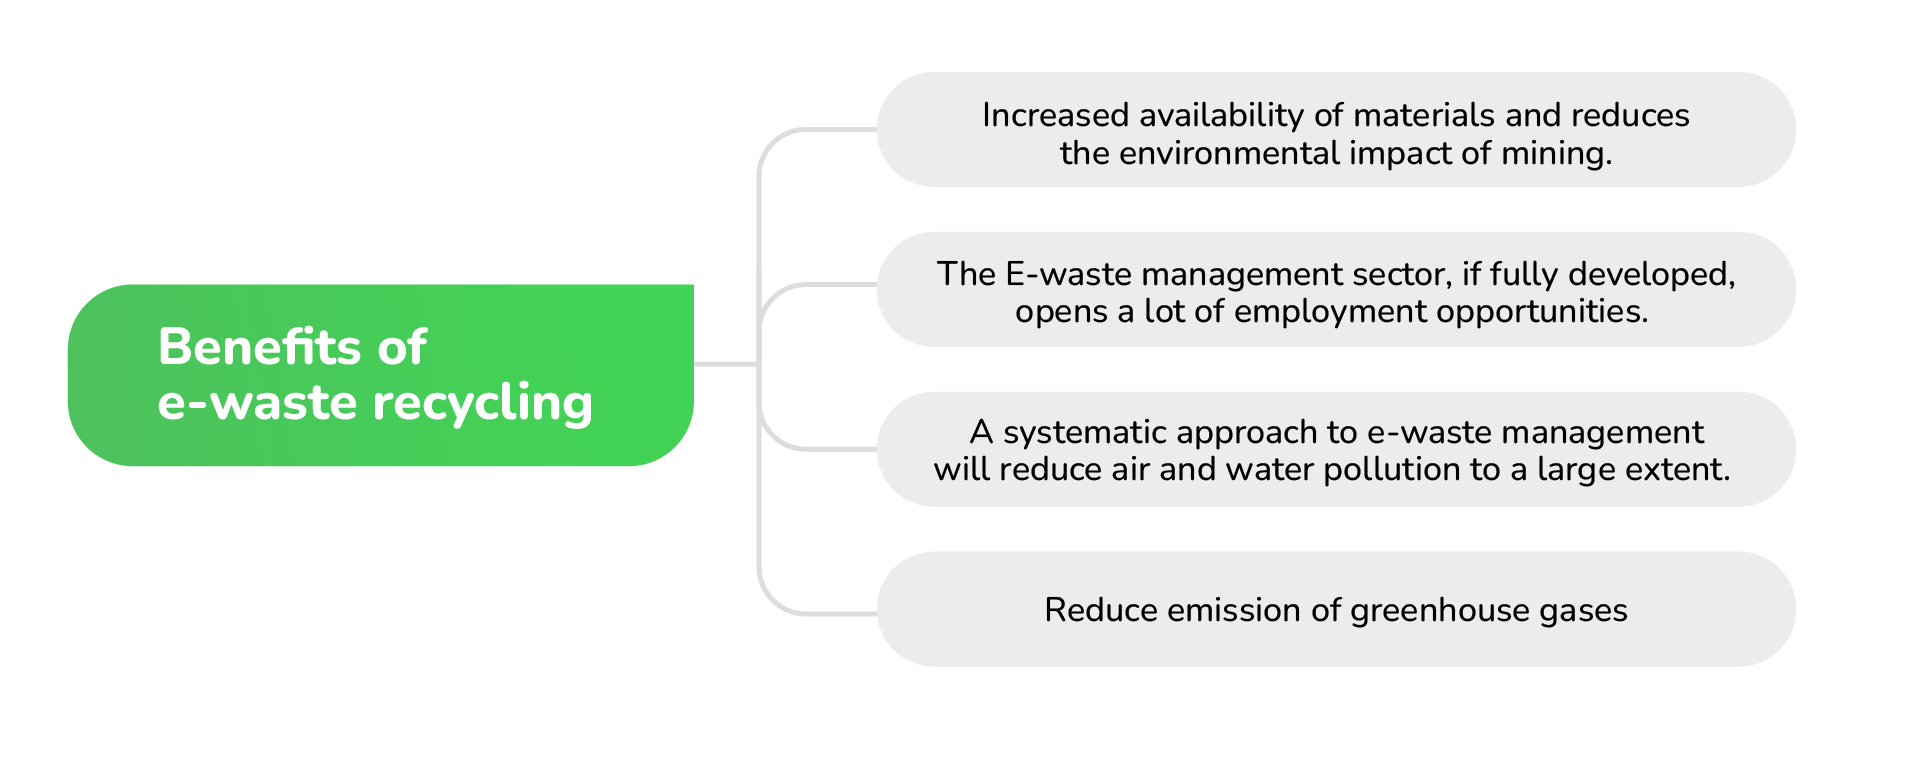 Benefits of
e-waste recycling
Increased availability of materials and reduces
the environmental impact of mining.
The E-waste management sector, if fully developed,
opens a lot of employment opportunities.
A systematic approach to e-waste management
will reduce air and water pollution to a large extent.
Reduce emission of greenhouse gases